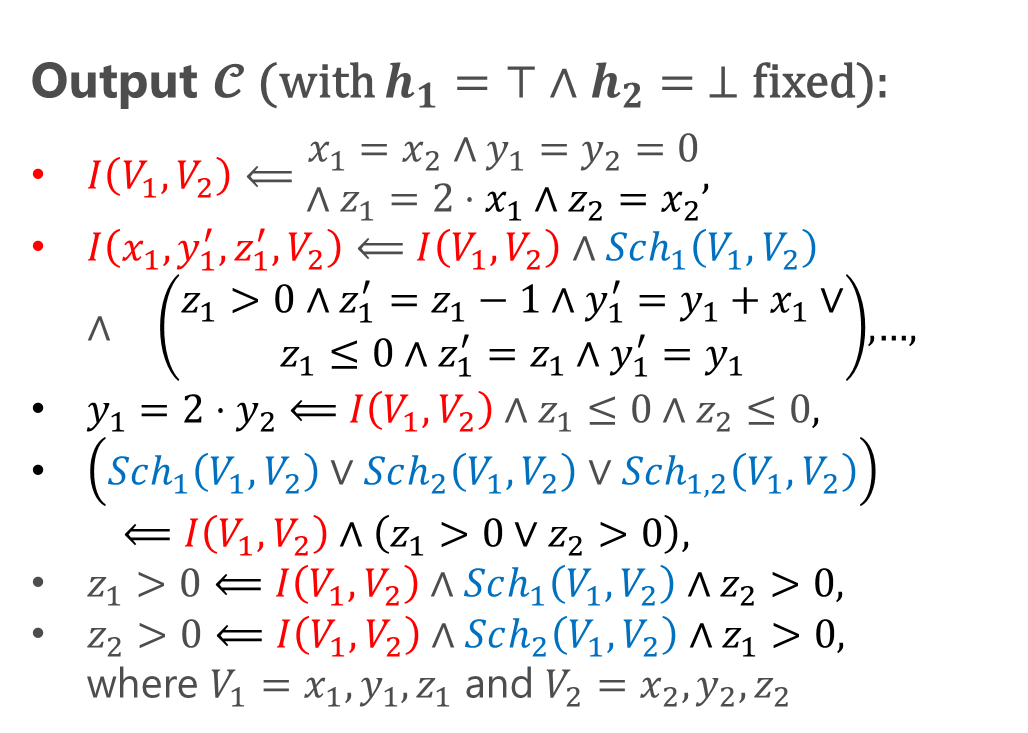 Output 𝒞 (with h₁ = ⊤ ∧ h₂ = ⊥ fixed):
• I(V₁, V₂) ⟸ x₁ = x₂ ∧ y₁ = y₂ = 0
∧ z₁ = 2 · x₁ ∧ z₂ = x₂,
• I(x₁, y₁′, z₁′, V₂) ⟸ I(V₁, V₂) ∧ Sch₁(V₁, V₂)
∧ (z₁ > 0 ∧ z₁′ = z₁ − 1 ∧ y₁′ = y₁ + x₁ ∨
z₁ ≤ 0 ∧ z₁′ = z₁ ∧ y₁′ = y₁),…,
• y₁ = 2 · y₂ ⟸ I(V₁, V₂) ∧ z₁ ≤ 0 ∧ z₂ ≤ 0,
• (Sch₁(V₁, V₂) ∨ Sch₂(V₁, V₂) ∨ Sch₁,₂(V₁, V₂))
⟸ I(V₁, V₂) ∧ (z₁ > 0 ∨ z₂ > 0),
• z₁ > 0 ⟸ I(V₁, V₂) ∧ Sch₁(V₁, V₂) ∧ z₂ > 0,
• z₂ > 0 ⟸ I(V₁, V₂) ∧ Sch₂(V₁, V₂) ∧ z₁ > 0,
where V₁ = x₁, y₁, z₁ and V₂ = x₂, y₂, z₂